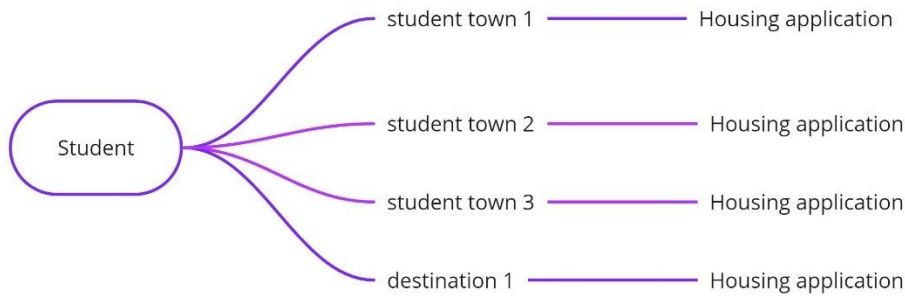 student town 1
Housing application
student town 2
Housing application
Student
student town 3
Housing application
destination 1
Housing application